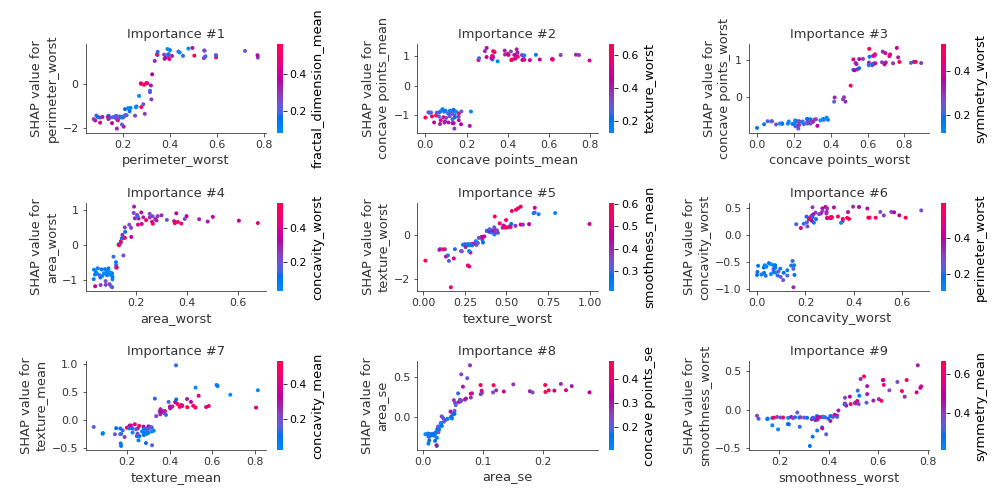 Importance #1
SHAP value for
perimeter_worst
0
−2
0.2
0.4
0.6
0.8
perimeter_worst
0.4
0.2
fractal_dimension_mean
Importance #2
SHAP value for
concave points_mean
1
0
−1
0.0
0.2
0.4
0.6
0.8
concave points_mean
0.6
0.4
0.2
texture_worst
Importance #3
SHAP value for
concave points_worst
1
0
0.0
0.2
0.4
0.6
0.8
concave points_worst
0.4
0.2
symmetry_worst
Importance #4
SHAP value for
area_worst
1
0
−1
0.2
0.4
0.6
area_worst
0.4
0.2
concavity_worst
Importance #5
SHAP value for
texture_worst
0
−2
0.00
0.25
0.50
0.75
1.00
texture_worst
0.6
0.5
0.4
0.3
smoothness_mean
Importance #6
SHAP value for
concavity_worst
0.5
0.0
−0.5
−1.0
0.0
0.2
0.4
0.6
concavity_worst
0.4
0.2
perimeter_worst
Importance #7
SHAP value for
texture_mean
1.0
0.5
0.0
−0.5
0.2
0.4
0.6
0.8
texture_mean
0.4
0.2
concavity_mean
Importance #8
SHAP value for
area_se
0.5
0.0
0.0
0.1
0.2
area_se
0.4
0.3
0.2
concave points_se
Importance #9
SHAP value for
smoothness_worst
0.5
0.0
−0.5
0.2
0.4
0.6
0.8
smoothness_worst
0.6
0.4
symmetry_mean